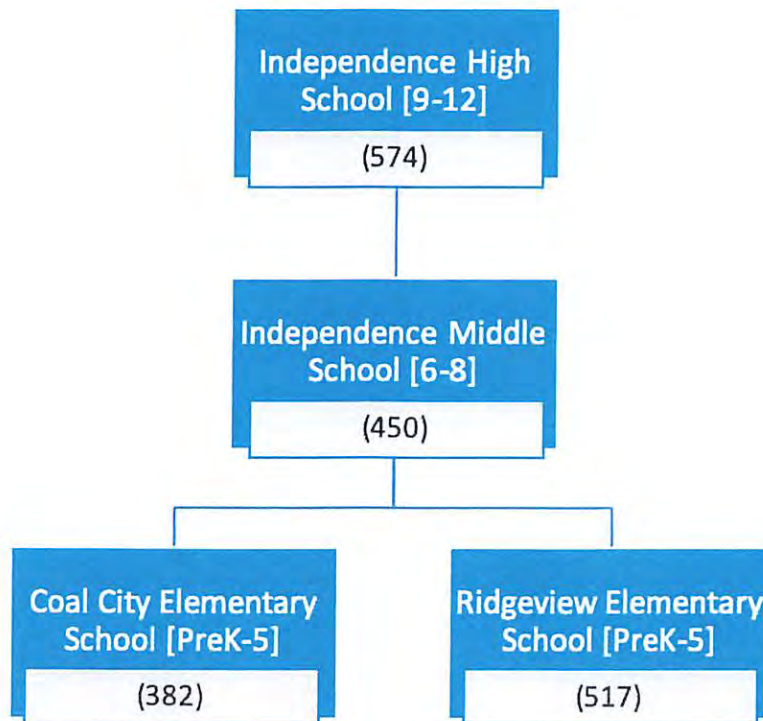 Independence High
School [9-12]
(574)
Independence Middle
School [6-8]
(450)
Coal City Elementary
School [PreK-5]
(382)
Ridgeview Elementary
School [PreK-5]
(517)